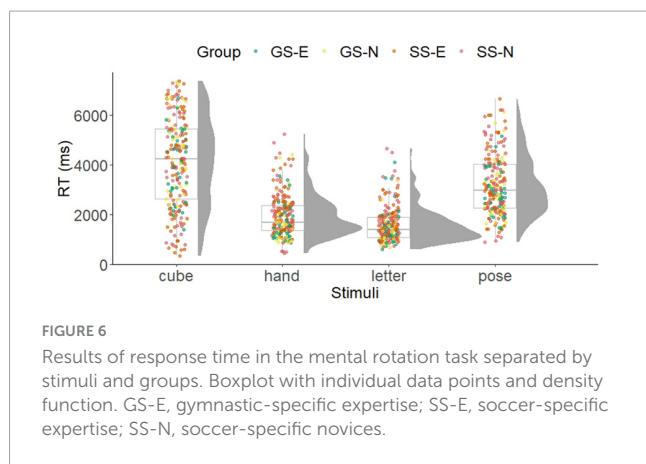 Group • GS-E • GS-N • SS-E • SS-N
6000
4000
2000
0
RT (ms)
cube hand letter pose
Stimuli
FIGURE 6
Results of response time in the mental rotation task separated by
stimuli and groups. Boxplot with individual data points and density
function. GS-E, gymnastic-specific expertise; SS-E, soccer-specific
expertise; SS-N, soccer-specific novices.